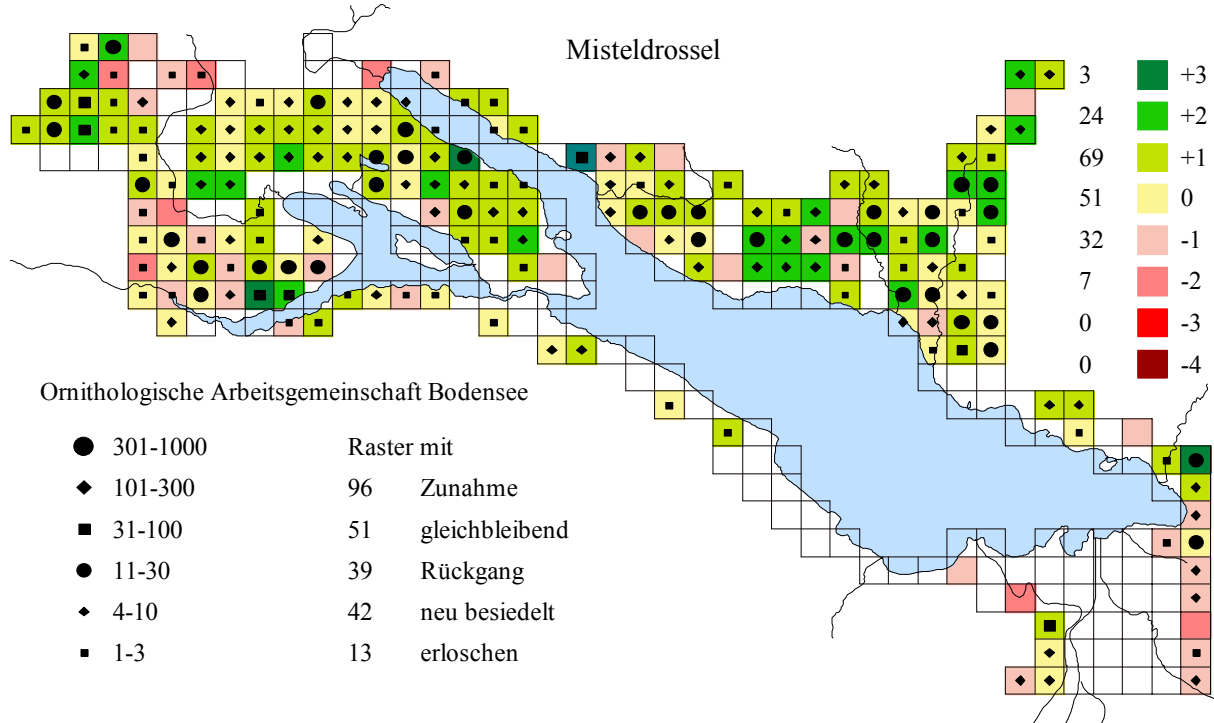 Misteldrossel
3 +3
24 +2
69 +1
51 0
32 -1
7 -2
0 -3
0 -4
Ornithologische Arbeitsgemeinschaft Bodensee
301-1000 Raster mit
101-300 96 Zunahme
31-100 51 gleichbleibend
11-30 39 Rückgang
4-10 42 neu besiedelt
1-3 13 erloschen